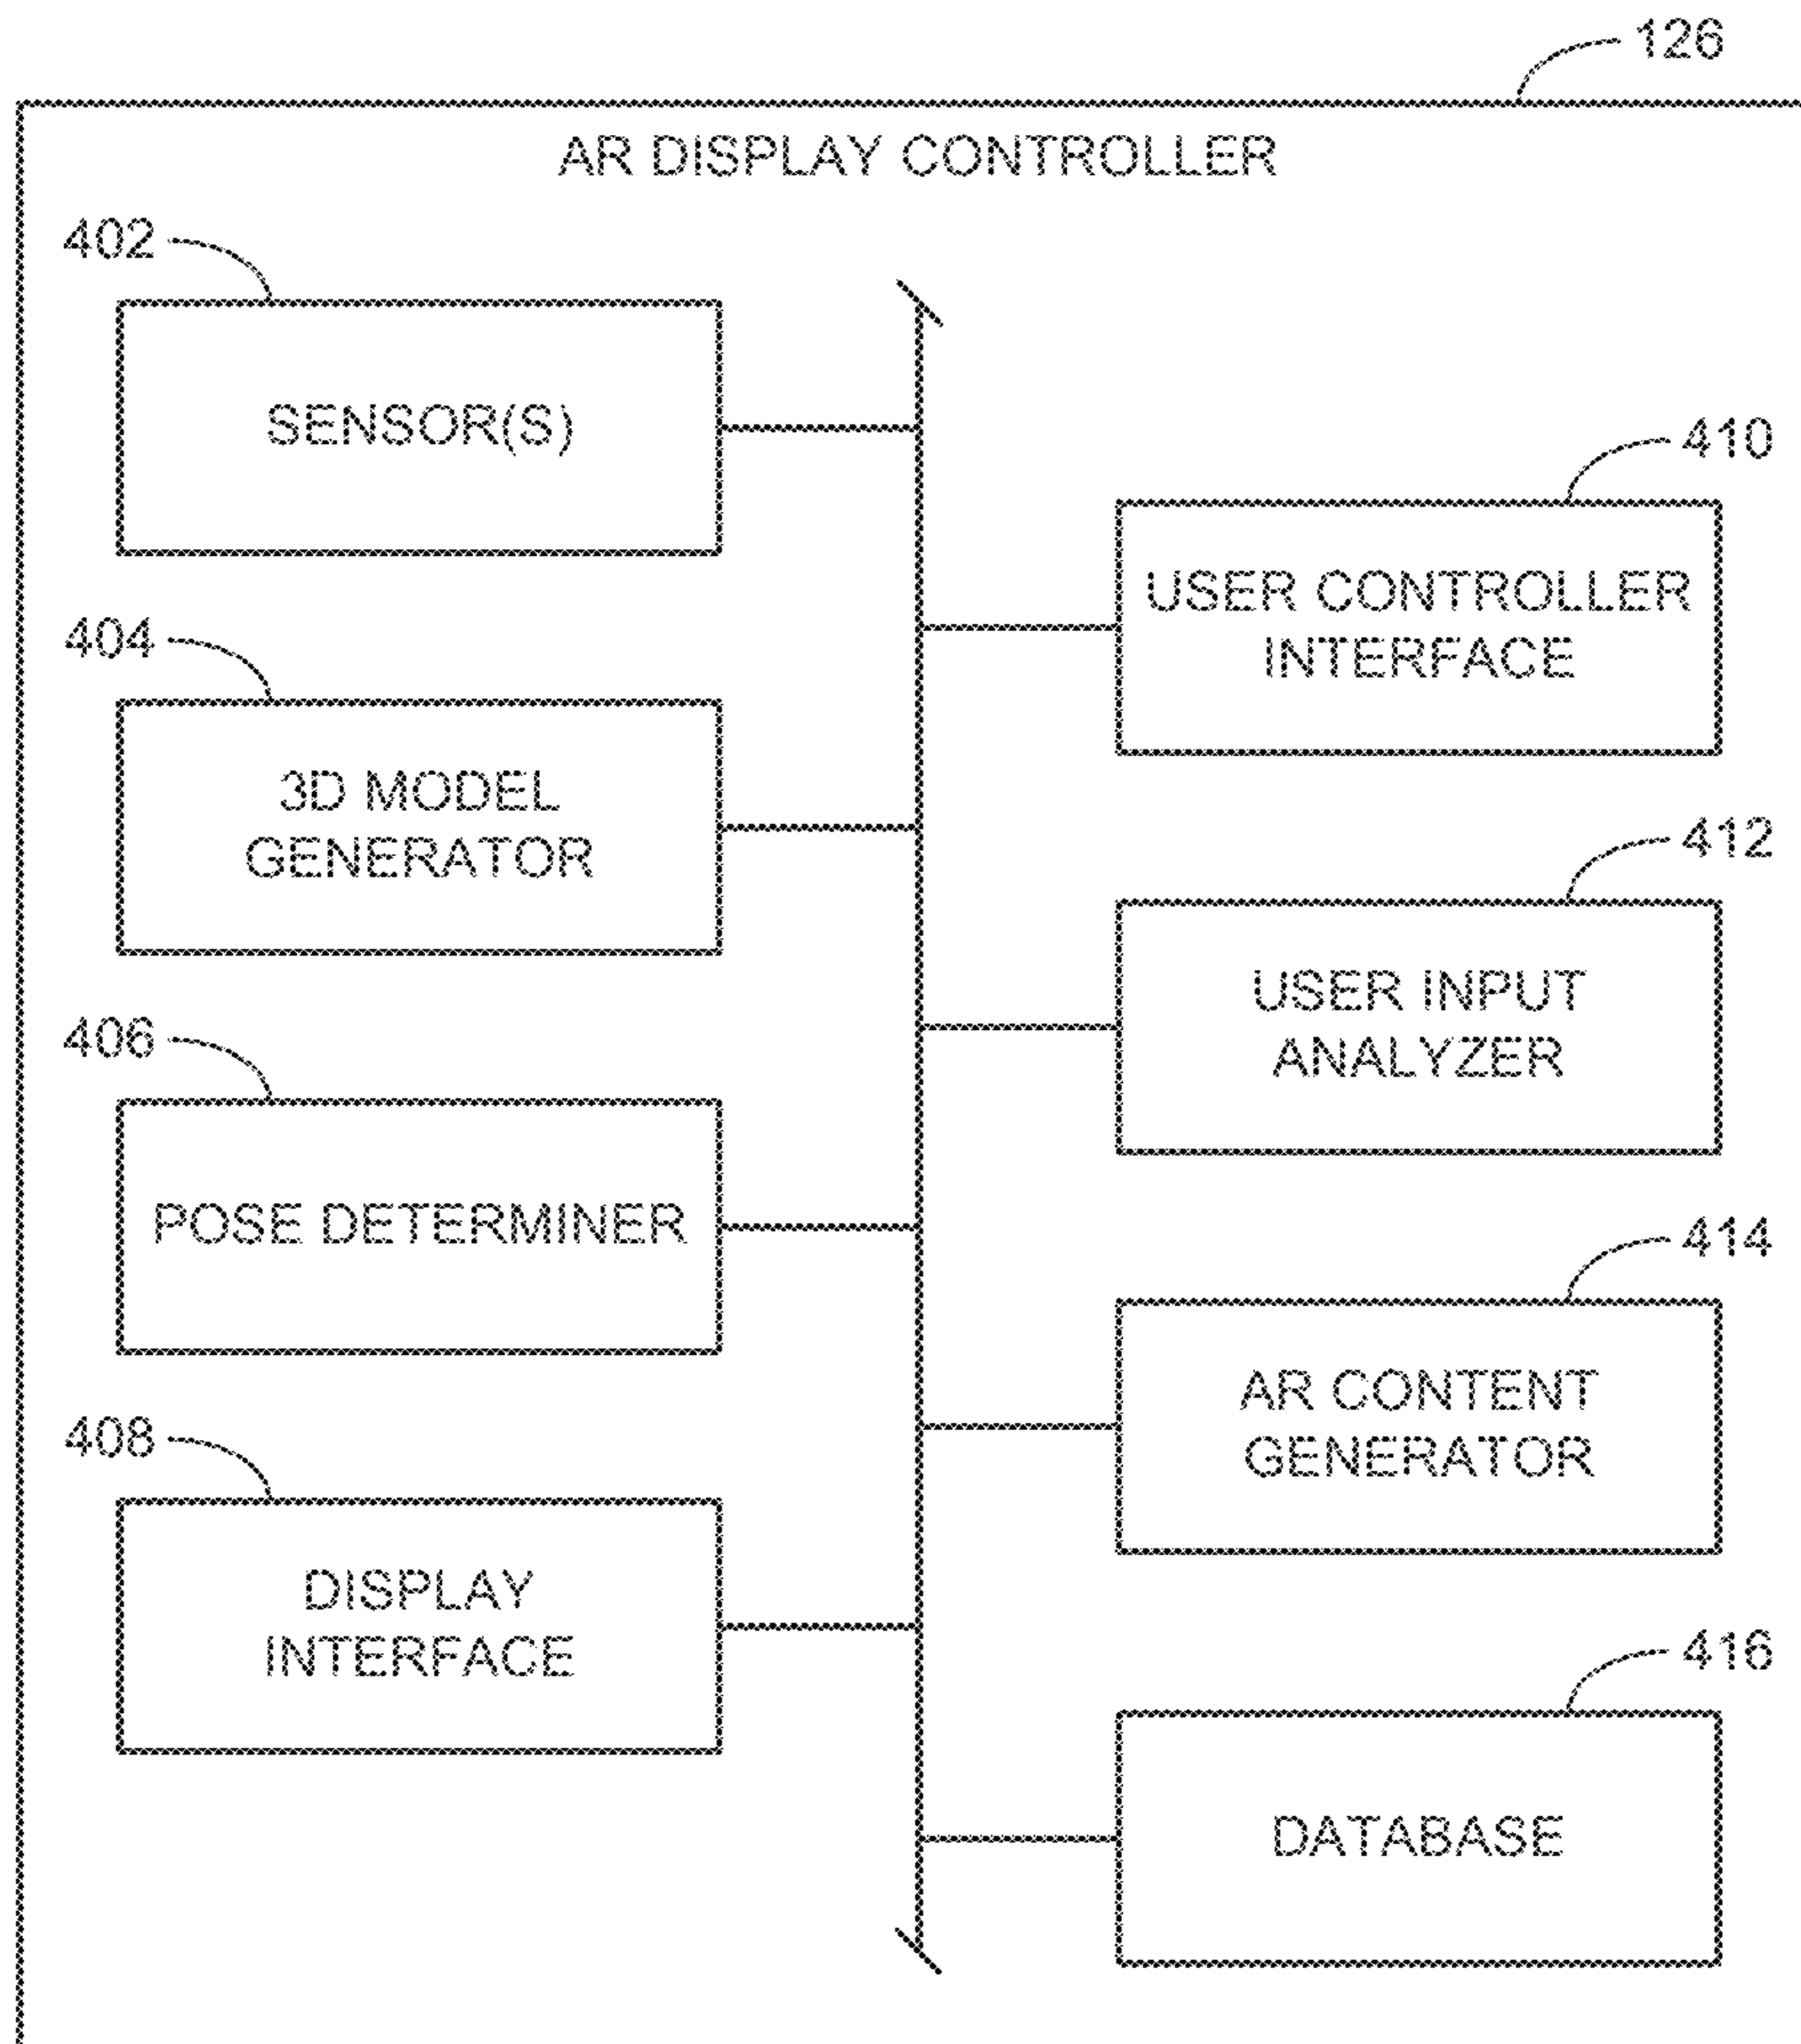 126
AR DISPLAY CONTROLLER
402
SENSOR(S)
404
3D MODEL
GENERATOR
406
POSE DETERMINER
408
DISPLAY
INTERFACE
410
USER CONTROLLER
INTERFACE
412
USER INPUT
ANALYZER
414
AR CONTENT
GENERATOR
416
DATABASE